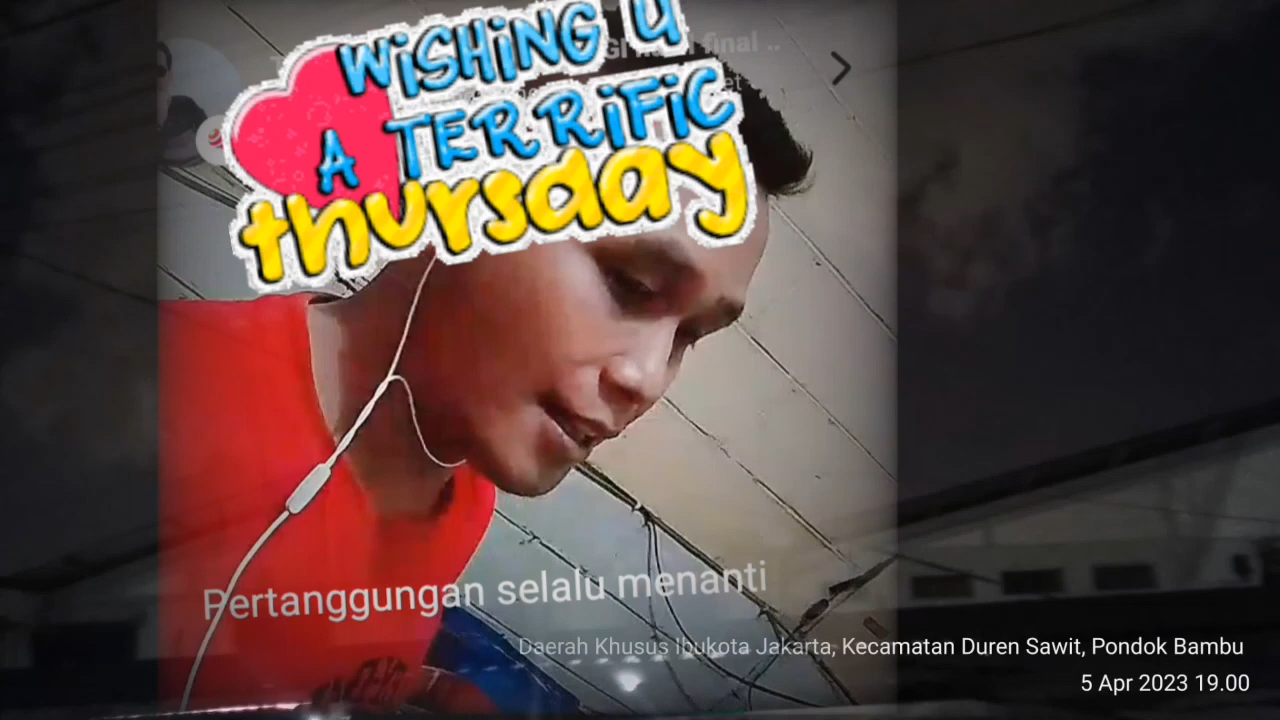 WiSHiNG U
A TERRiFiC
thursday
final ..
Pertanggungan selalu menanti
Daerah Khusus Ibukota Jakarta, Kecamatan Duren Sawit, Pondok Bambu
5 Apr 2023 19.00